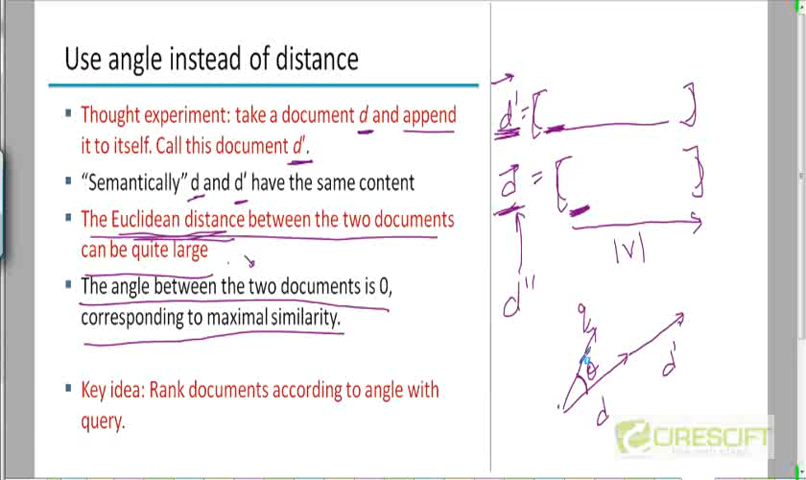 Use angle instead of distance
Thought experiment: take a document d and append
it to itself. Call this document d'.
"Semantically" d and d' have the same content
The Euclidean distance between the two documents
can be quite large
The angle between the two documents is 0,
corresponding to maximal similarity.
Key idea: Rank documents according to angle with
query.
d' = [ ]
d = [ ]
|V|
d"
q
θ
d'
d